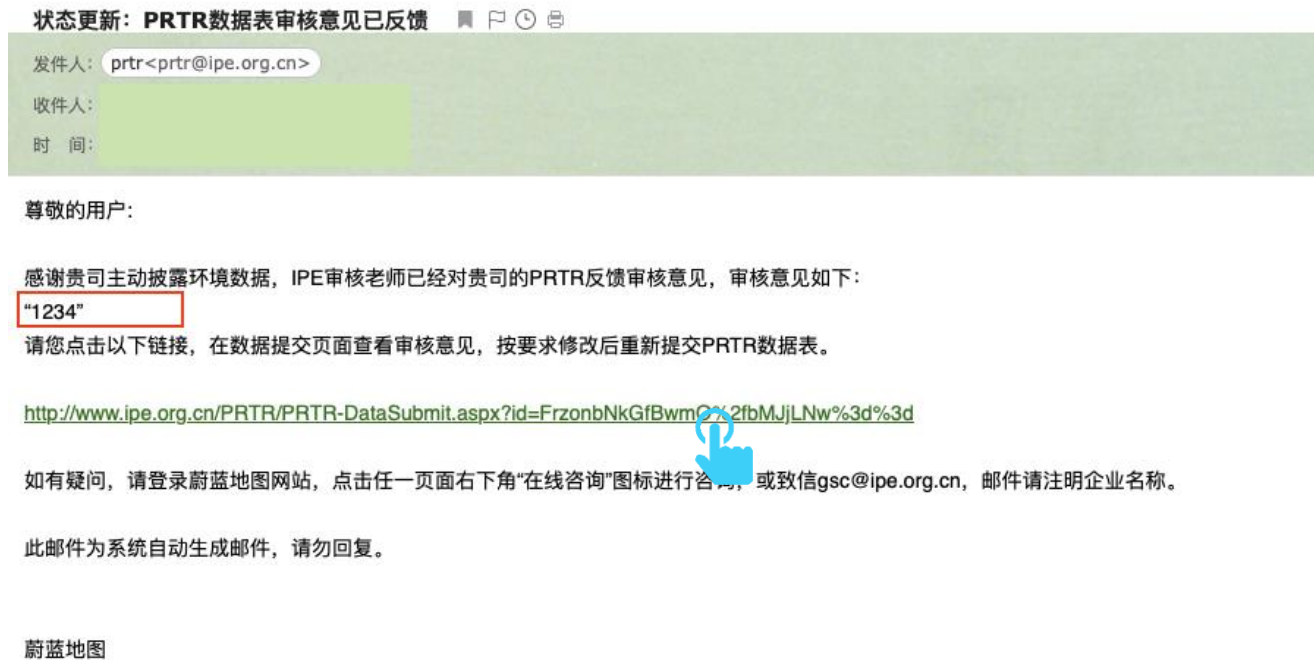 状态更新：PRTR数据表审核意见已反馈
发件人：prtr<prtr@ipe.org.cn>
收件人：
时 间：
尊敬的用户：
感谢贵司主动披露环境数据，IPE审核老师已经对贵司的PRTR反馈审核意见，审核意见如下：
“1234”
请您点击以下链接，在数据提交页面查看审核意见，按要求修改后重新提交PRTR数据表。
http://www.ipe.org.cn/PRTR/PRTR-DataSubmit.aspx?id=FrzonbNkGfBwmO%2fbMJjLNw%3d%3d
如有疑问，请登录蔚蓝地图网站，点击任一页面右下角“在线咨询”图标进行咨询，或致信gsc@ipe.org.cn，邮件请注明企业名称。
此邮件为系统自动生成邮件，请勿回复。
蔚蓝地图